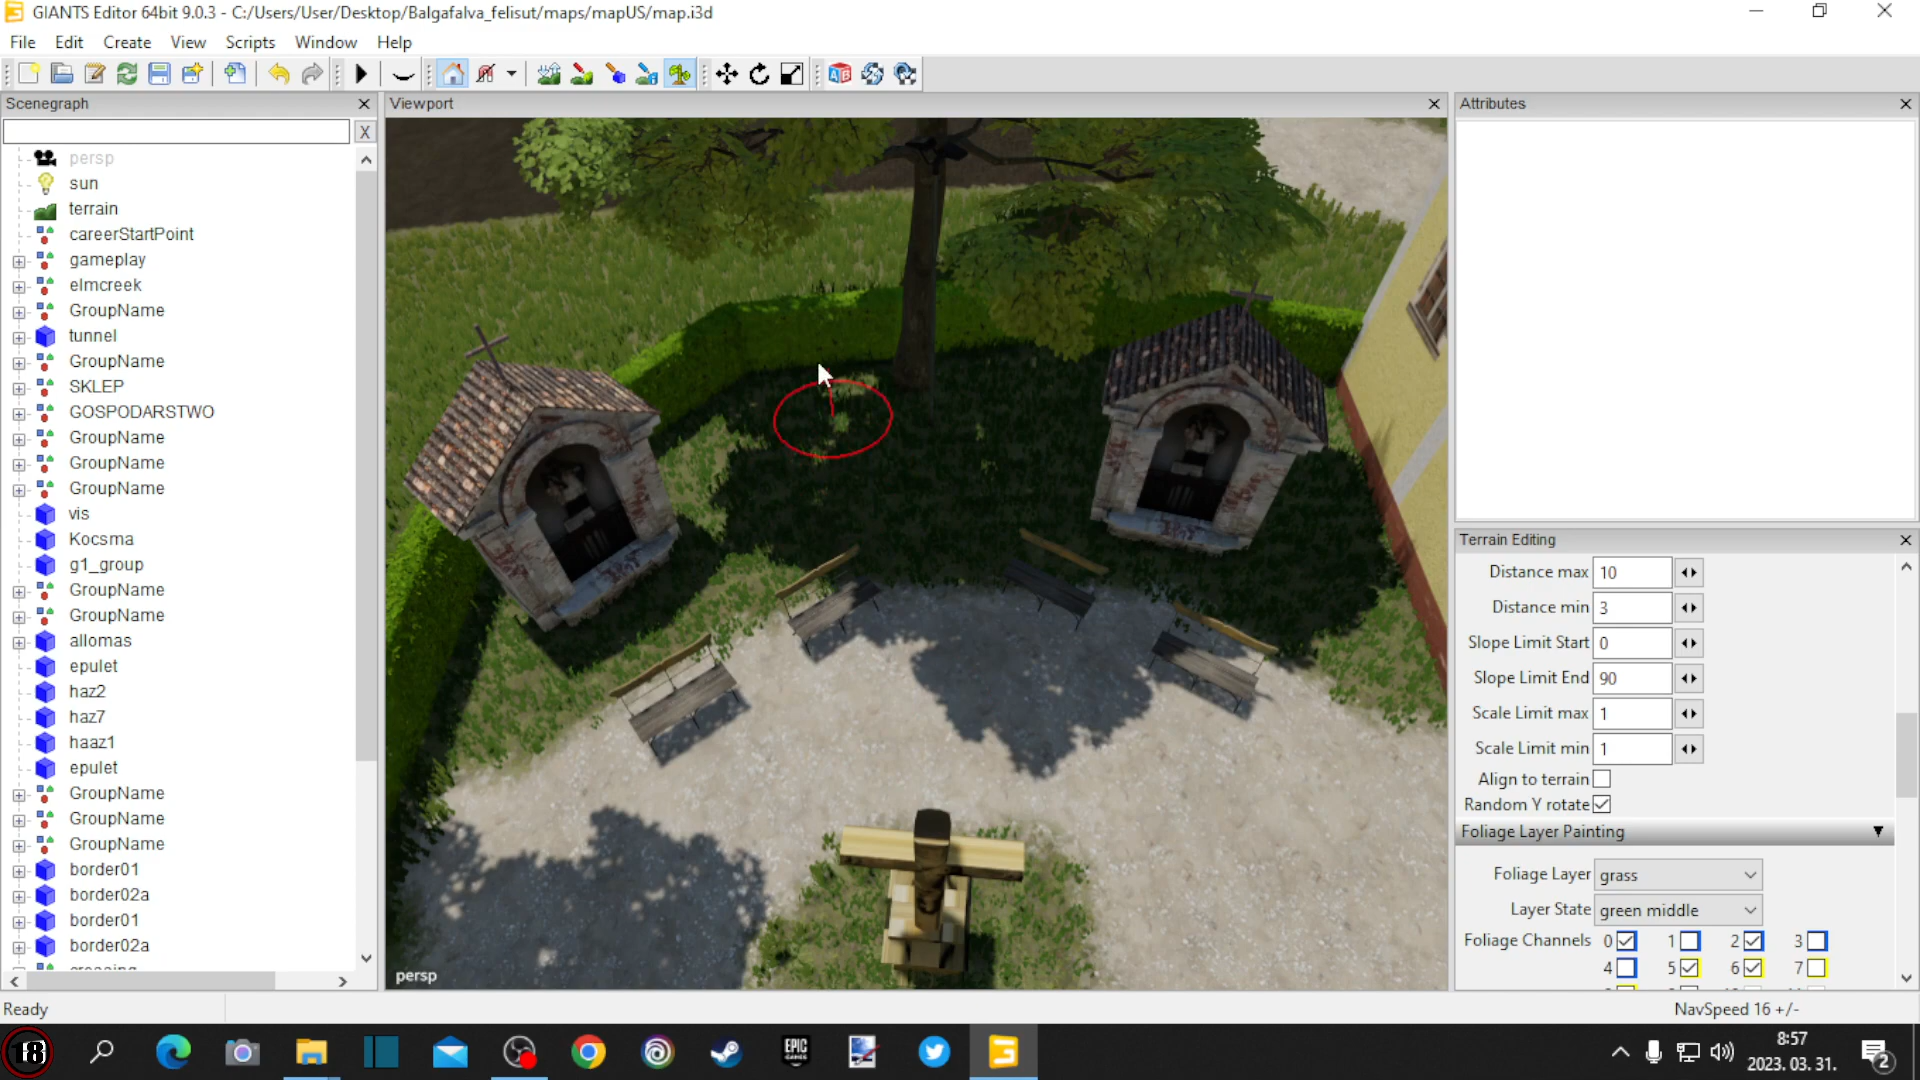 GIANTS Editor 64bit 9.0.3 - C:/Users/User/Desktop/Balgafalva_felisut/maps/mapUS/map.i3d
File Edit Create View Scripts Window Help
Scenegraph
X
persp
sun
terrain
careerStartPoint
gameplay
elmcreek
GroupName
tunnel
GroupName
SKLEP
GOSPODARSTWO
GroupName
GroupName
GroupName
vis
Kocsma
g1_group
GroupName
GroupName
allomas
epulet
haz2
haz7
haaz1
epulet
GroupName
GroupName
GroupName
border01
border02a
border01
border02a
Viewport
persp
Attributes
Terrain Editing
Distance max 10
Distance min 3
Slope Limit Start 0
Slope Limit End 90
Scale Limit max 1
Scale Limit min 1
Align to terrain
Random Y rotate
Foliage Layer Painting
Foliage Layer grass
Layer State green middle
Foliage Channels 0 1 2 3
4 5 6 7
Ready
NavSpeed 16 +/-
18
EPIC GAMES
8:57
2023. 03. 31.
2